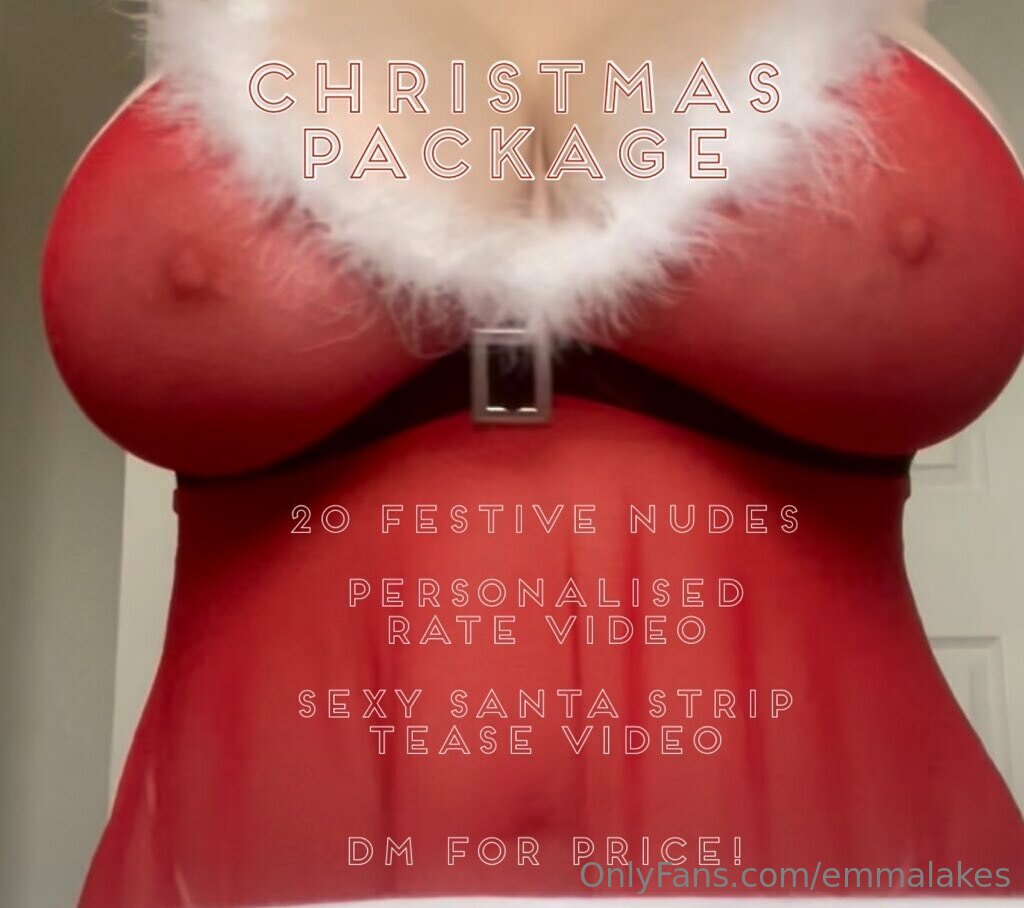 CHRISTMAS
PACKAGE
20 FESTIVE NUDES
PERSONALISED
RATE VIDEO
SEXY SANTA STRIP
TEASE VIDEO
DM FOR PRICE!
OnlyFans.com/emmalakes